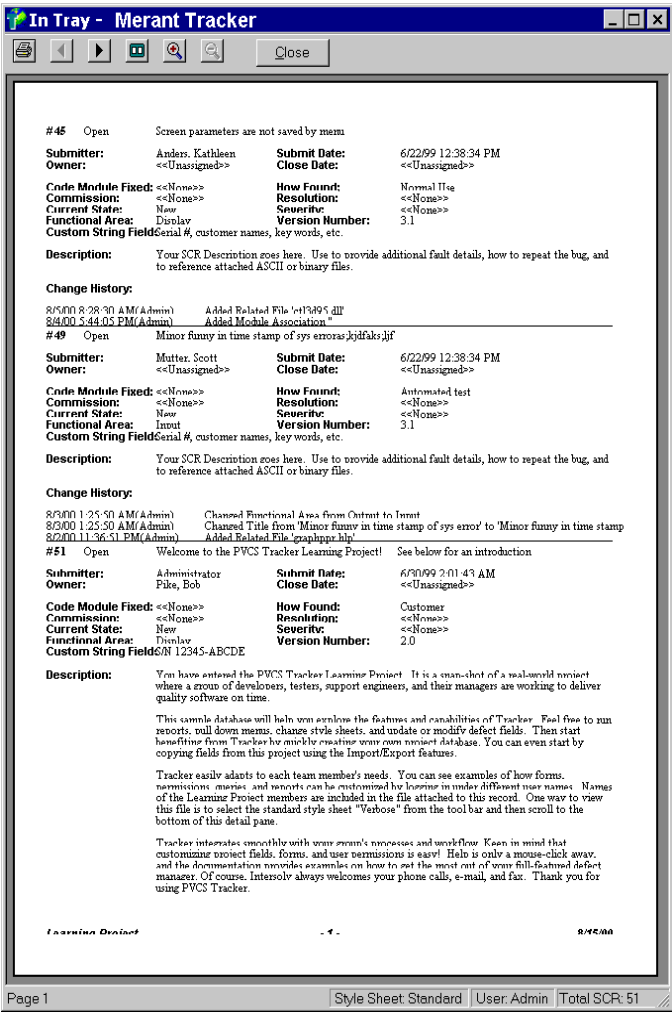 In Tray - Merant Tracker
Close
#45 Open Screen parameters are not saved by menu
Submitter: Anders, Kathleen Submit Date: 6/22/99 12:38:34 PM
Owner: <<Unassigned>> Close Date: <<Unassigned>>
Code Module Fixed: <<None>> How Found: Normal Use
Commission: <<None>> Resolution: <<None>>
Current State: New Severity: <<None>>
Functional Area: Display Version Number: 3.1
Custom String Field: Serial #, customer names, key words, etc.
Description: Your SCR Description goes here. Use to provide additional fault details, how to repeat the bug, and
to reference attached ASCII or binary files.
Change History:
8/5/00 8:28:30 AM(Admin) Added Related File 'ctl3d95.dll'
8/4/00 5:44:05 PM(Admin) Added Module Association ''
#49 Open Minor funny in time stamp of sys erroras;kjdfaks;ljf
Submitter: Mutter, Scott Submit Date: 6/22/99 12:38:34 PM
Owner: <<Unassigned>> Close Date: <<Unassigned>>
Code Module Fixed: <<None>> How Found: Automated test
Commission: <<None>> Resolution: <<None>>
Current State: New Severity: <<None>>
Functional Area: Input Version Number: 3.1
Custom String Field: Serial #, customer names, key words, etc.
Description: Your SCR Description goes here. Use to provide additional fault details, how to repeat the bug, and
to reference attached ASCII or binary files.
Change History:
8/3/00 1:25:50 AM(Admin) Changed Functional Area from Output to Input
8/3/00 1:25:50 AM(Admin) Changed Title from 'Minor funny in time stamp of sys error' to 'Minor funny in time stamp
8/2/00 11:36:51 PM(Admin) Added Related File 'graphppr.hlp'
#51 Open Welcome to the PVCS Tracker Learning Project! See below for an introduction
Submitter: Administrator Submit Date: 6/30/99 2:01:43 AM
Owner: Pike, Bob Close Date: <<Unassigned>>
Code Module Fixed: <<None>> How Found: Customer
Commission: <<None>> Resolution: <<None>>
Current State: New Severity: <<None>>
Functional Area: Display Version Number: 2.0
Custom String Field: S/N 12345-ABCDE
Description: You have entered the PVCS Tracker Learning Project. It is a snap-shot of a real-world project
where a group of developers, testers, support engineers, and their managers are working to deliver
quality software on time.
This sample database will help you explore the features and capabilities of Tracker. Feel free to run
reports, pull down menus, change style sheets, and update or modify defect fields. Then start
benefiting from Tracker by quickly creating your own project database. You can even start by
copying fields from this project using the Import/Export features.
Tracker easily adapts to each team member's needs. You can see examples of how forms,
permissions, queries, and reports can be customized by logging in under different user names. Names
of the Learning Project members are included in the file attached to this record. One way to view
this file is to select the standard style sheet "Verbose" from the tool bar and then scroll to the
bottom of this detail pane.
Tracker integrates smoothly with your group's processes and workflow. Keep in mind that
customizing project fields, forms, and user permissions is easy! Help is only a mouse-click away,
and the documentation provides examples on how to get the most out of your full-featured defect
manager. Of course, Intersolv always welcomes your phone calls, e-mail, and fax. Thank you for
using PVCS Tracker.
Learning Project - 1 - 8/15/00
Page 1 Style Sheet: Standard User: Admin Total SCR: 51